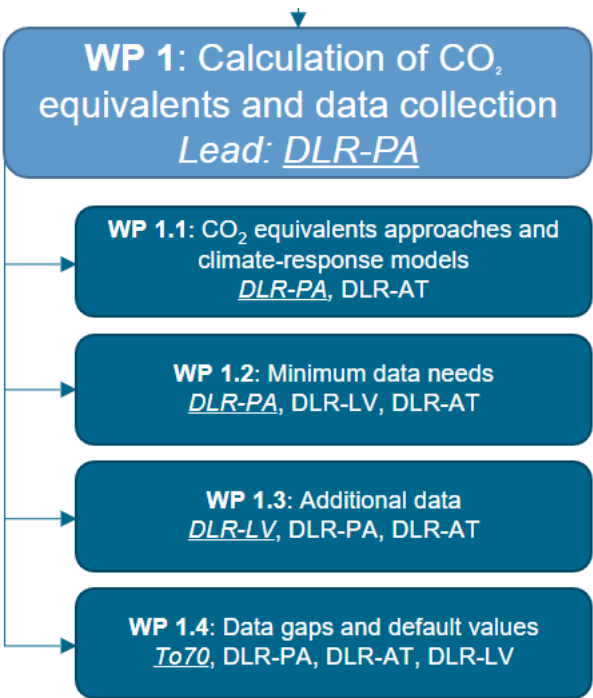 WP 1: Calculation of CO₂
equivalents and data collection
Lead: DLR-PA
WP 1.1: CO₂ equivalents approaches and
climate-response models
DLR-PA, DLR-AT
WP 1.2: Minimum data needs
DLR-PA, DLR-LV, DLR-AT
WP 1.3: Additional data
DLR-LV, DLR-PA, DLR-AT
WP 1.4: Data gaps and default values
To70, DLR-PA, DLR-AT, DLR-LV